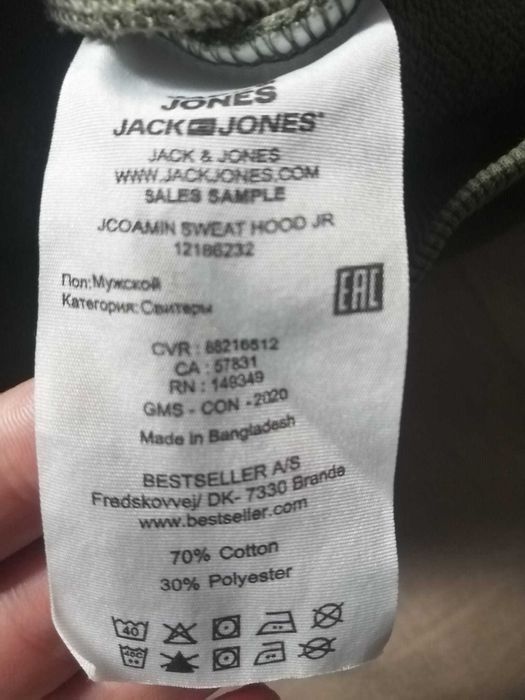 JONES
JACK JONES®
JACK & JONES
WWW.JACKJONES.COM
SALES SAMPLE
JCOAMIN SWEAT HOOD JR
12186232
Пол:Мужской
Категория:Свитеры
EAC
CVR : 88216512
CA : 57831
RN : 149349
GMS - CON -2020
Made in Bangladesh
BESTSELLER A/S
Fredskovvej/ DK- 7330 Brande
www.bestseller.com
70% Cotton
30% Polyester
40
40C